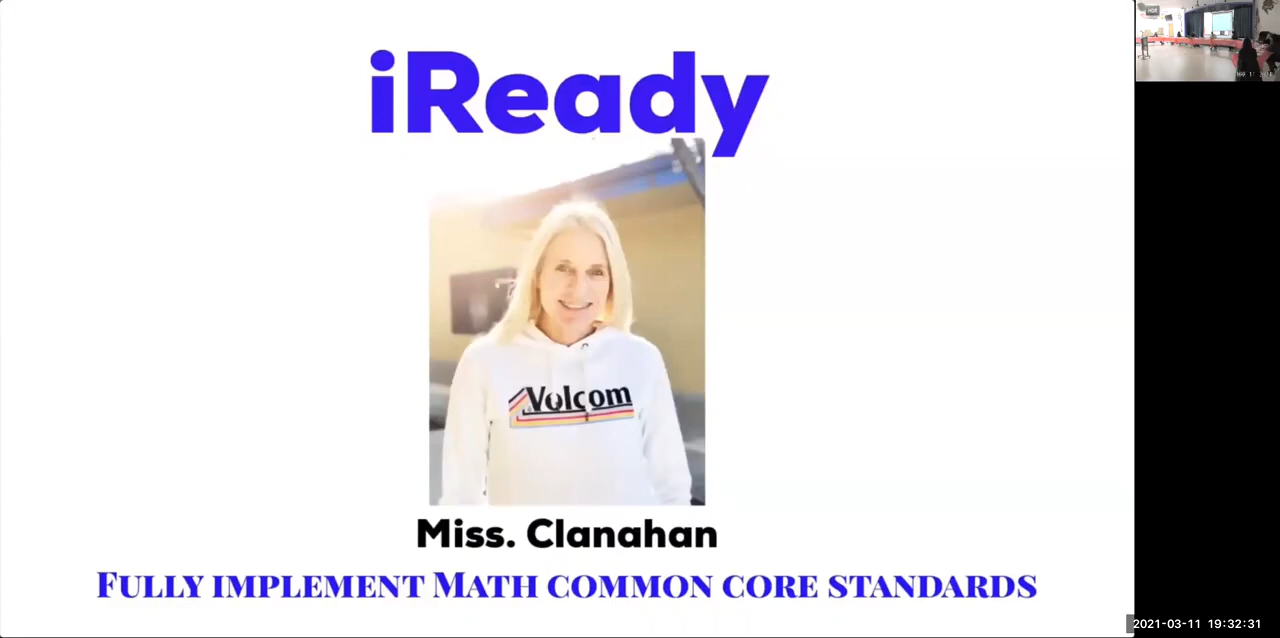 iReady
Volcom
Miss. Clanahan
Fully implement Math common core standards
2021-03-11 19:32:31